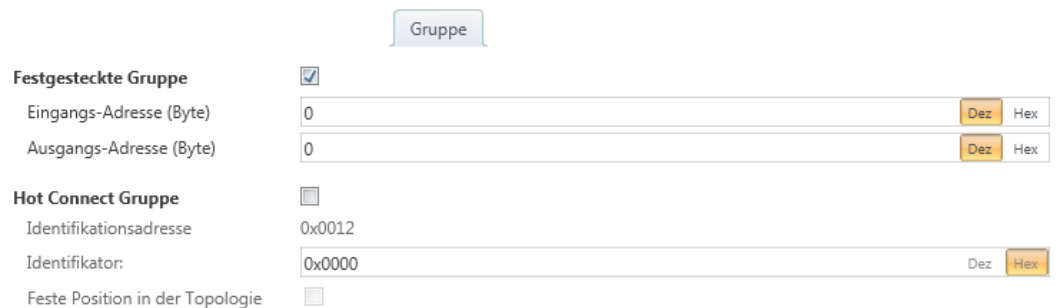 Gruppe
Festgesteckte Gruppe
Eingangs-Adresse (Byte) 0 Dez Hex
Ausgangs-Adresse (Byte) 0 Dez Hex
Hot Connect Gruppe
Identifikationsadresse 0x0012
Identifikator: 0x0000 Dez Hex
Feste Position in der Topologie